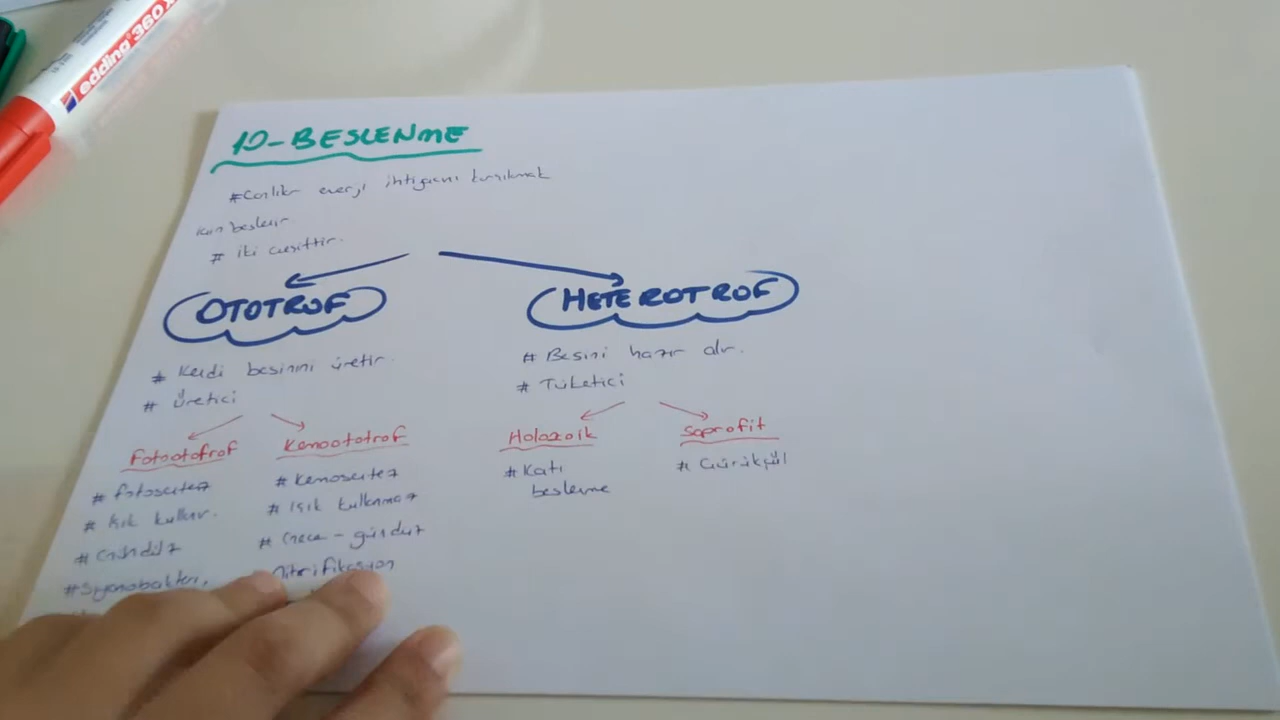 edding 360
10-BESLENME
#Canlılar enerji ihtiyacını karşılamak
için beslenir
# iki çeşittir.
OTOTROF
HETEROTROF
# Kendi besinini üretir.
# Üretici
# Besini hazır alır.
# Tüketici
Fotoototrof
# fotosentez
# Işık kullanır.
# Gündüz
#Siyanobakteri,
Kemoototrof
# Kemosentez
# Işık kullanmaz
# Gece - gündüz
Nitrifikasyon
Holozoik
# Katı
beslenme
Saprofit
# Çürükçül